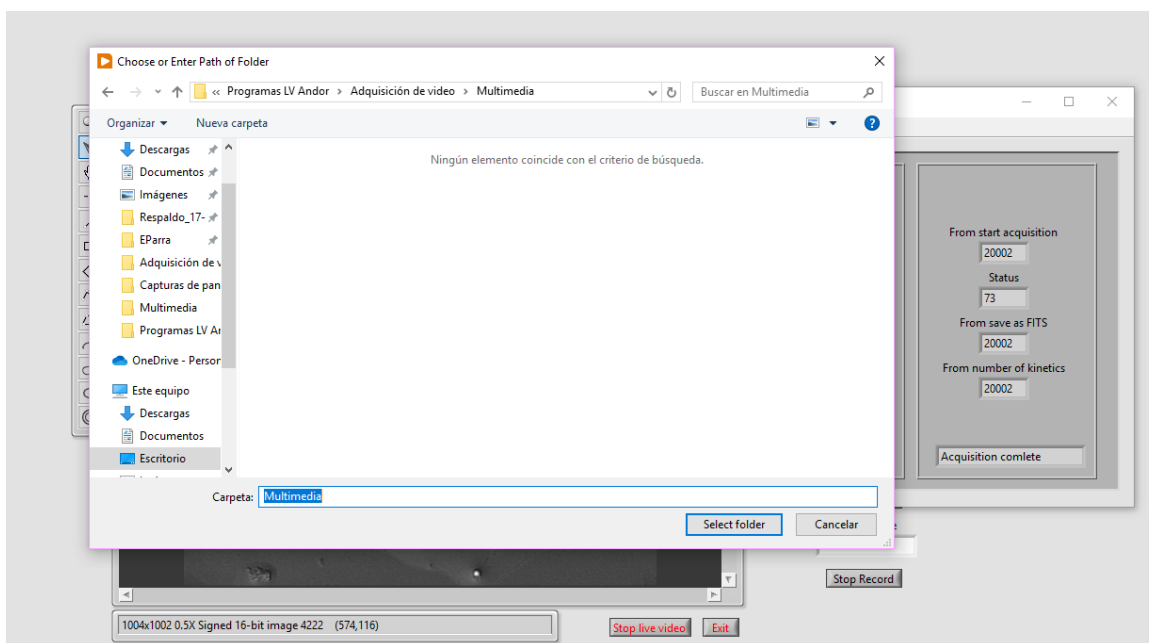 Choose or Enter Path of Folder
« Programas LV Andor > Adquisición de video > Multimedia
Buscar en Multimedia
Organizar
Nueva carpeta
Descargas
Documentos
Imágenes
Respaldo_17-
EParra
Adquisición de v
Capturas de pan
Multimedia
Programas LV Ar
OneDrive - Person
Este equipo
Descargas
Documentos
Escritorio
Ningún elemento coincide con el criterio de búsqueda.
Carpeta: Multimedia
Select folder
Cancelar
From start acquisition
20002
Status
73
From save as FITS
20002
From number of kinetics
20002
Acquisition comlete
Stop Record
1004x1002 0.5X Signed 16-bit image 4222 (574,116)
Stop live video
Exit